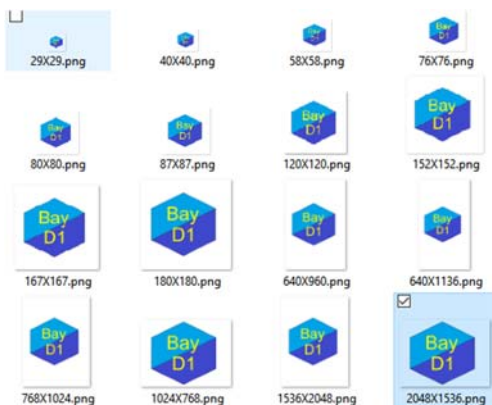 29X29.png
40X40.png
58X58.png
76X76.png
Bay
D1
Bay
D1
Bay
D1
Bay
D1
Bay
D1
80X80.png
87X87.png
120X120.png
152X152.png
Bay
D1
Bay
D1
Bay
D1
Bay
D1
167X167.png
180X180.png
640X960.png
640X1136.png
Bay
D1
Bay
D1
Bay
D1
Bay
D1
768X1024.png
1024X768.png
1536X2048.png
2048X1536.png